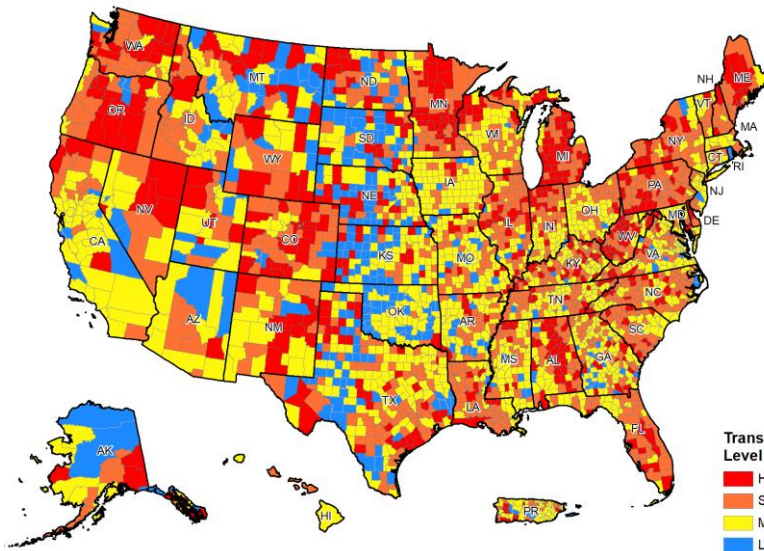 WA
MT
ND
MN
ME
NH
VT
OR
ID
SD
WI
NY
MA
WY
MI
CT
RI
IA
PA
NE
NJ
NV
UT
IL
IN
OH
MD
DE
CA
CO
WV
KS
MO
VA
KY
NC
TN
AZ
OK
NM
AR
SC
MS
AL
GA
TX
LA
FL
Trans
Level
AK
H
S
HI
PR
M
L